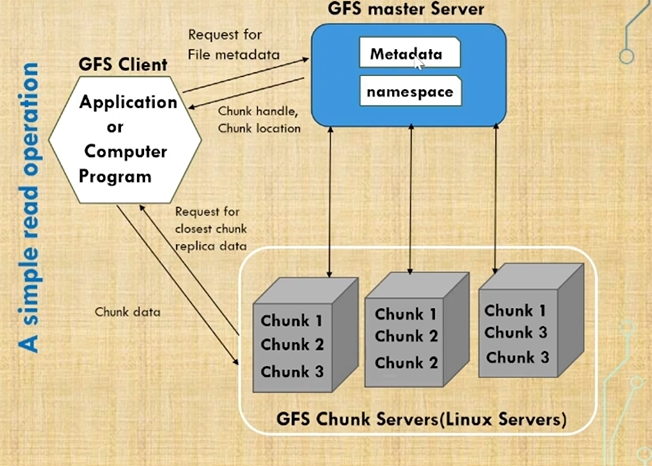 GFS master Server
Metadata
namespace
Request for
File metadata
GFS Client
Application
or
Computer
Program
Chunk handle,
Chunk location
A simple read operation
Request for
closest chunk
replica data
Chunk data
Chunk 1
Chunk 2
Chunk 3
Chunk 1
Chunk 2
Chunk 2
Chunk 1
Chunk 3
Chunk 3
GFS Chunk Servers(Linux Servers)